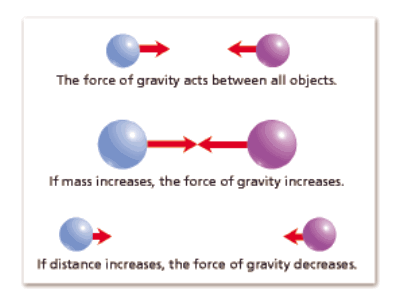 The force of gravity acts between all objects.
If mass increases, the force of gravity increases.
If distance increases, the force of gravity decreases.